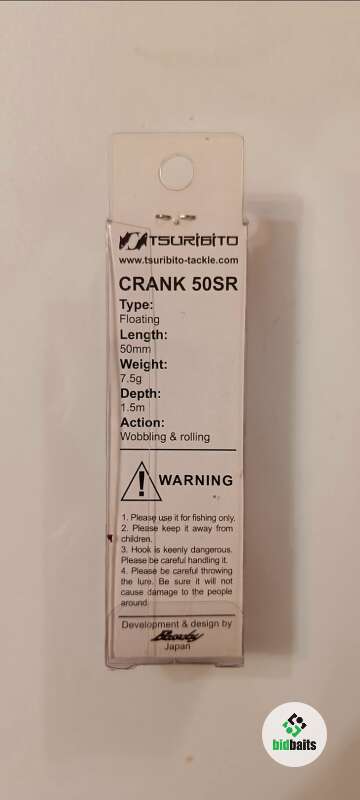 TSURIBITO
www.tsuribito-tackle.com
CRANK 50SR
Type:
Floating
Length:
50mm
Weight:
7.5g
Depth:
1.5m
Action:
Wobbling & rolling
WARNING
1. Please use it for fishing only.
2. Please keep it away from
children.
3. Hook is keenly dangerous.
Please be careful handling it.
4. Please be careful throwing
the lure. Be sure it will not
cause damage to the people
around.
Development & design by
Japan
bidbaits